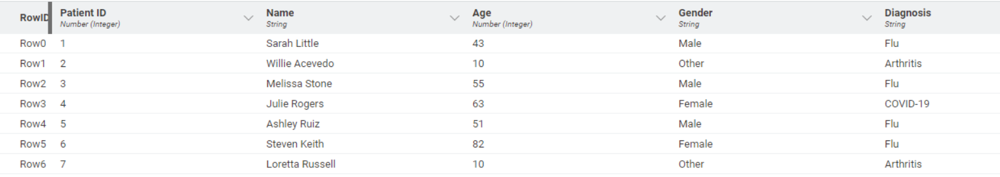 RowID Patient ID Name Age Gender Diagnosis
Number (Integer) String Number (Integer) String String
Row0 1 Sarah Little 43 Male Flu
Row1 2 Willie Acevedo 10 Other Arthritis
Row2 3 Melissa Stone 55 Male Flu
Row3 4 Julie Rogers 63 Female COVID-19
Row4 5 Ashley Ruiz 51 Male Flu
Row5 6 Steven Keith 82 Female Flu
Row6 7 Loretta Russell 10 Other Arthritis